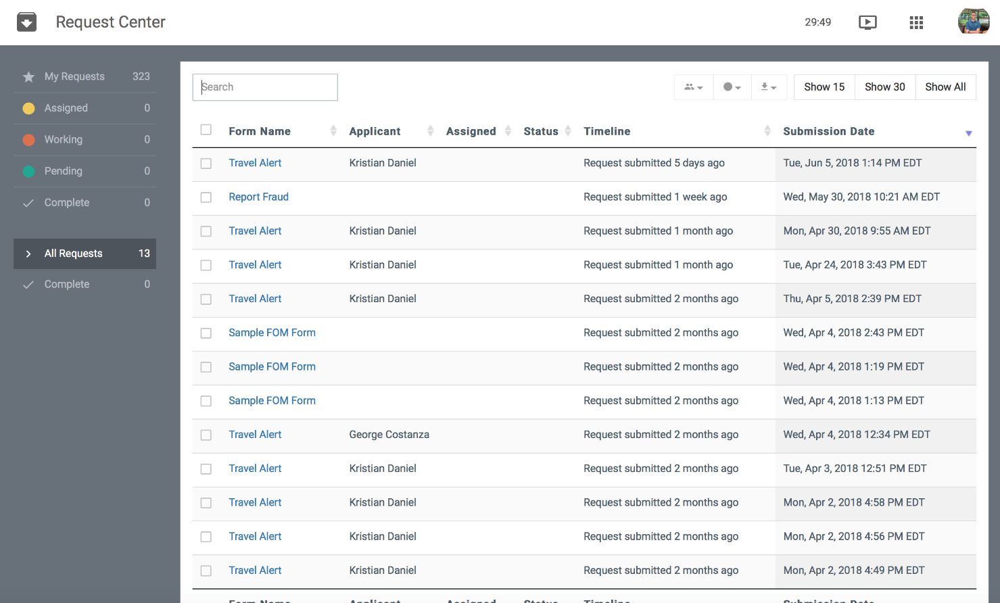 Request Center
29:49
My Requests 323
Assigned 0
Working 0
Pending 0
Complete 0
All Requests 13
Complete 0
Search
Show 15 Show 30 Show All
Form Name Applicant Assigned Status Timeline Submission Date
Travel Alert Kristian Daniel Request submitted 5 days ago Tue, Jun 5, 2018 1:14 PM EDT
Report Fraud Request submitted 1 week ago Wed, May 30, 2018 10:21 AM EDT
Travel Alert Kristian Daniel Request submitted 1 month ago Mon, Apr 30, 2018 9:55 AM EDT
Travel Alert Kristian Daniel Request submitted 1 month ago Tue, Apr 24, 2018 3:43 PM EDT
Travel Alert Kristian Daniel Request submitted 2 months ago Thu, Apr 5, 2018 2:39 PM EDT
Sample FOM Form Request submitted 2 months ago Wed, Apr 4, 2018 2:43 PM EDT
Sample FOM Form Request submitted 2 months ago Wed, Apr 4, 2018 1:19 PM EDT
Sample FOM Form Request submitted 2 months ago Wed, Apr 4, 2018 1:13 PM EDT
Travel Alert George Costanza Request submitted 2 months ago Wed, Apr 4, 2018 12:34 PM EDT
Travel Alert Kristian Daniel Request submitted 2 months ago Tue, Apr 3, 2018 12:51 PM EDT
Travel Alert Kristian Daniel Request submitted 2 months ago Mon, Apr 2, 2018 4:58 PM EDT
Travel Alert Kristian Daniel Request submitted 2 months ago Mon, Apr 2, 2018 4:56 PM EDT
Travel Alert Kristian Daniel Request submitted 2 months ago Mon, Apr 2, 2018 4:49 PM EDT
Form Name Applicant Assigned Status Timeline Submission Date